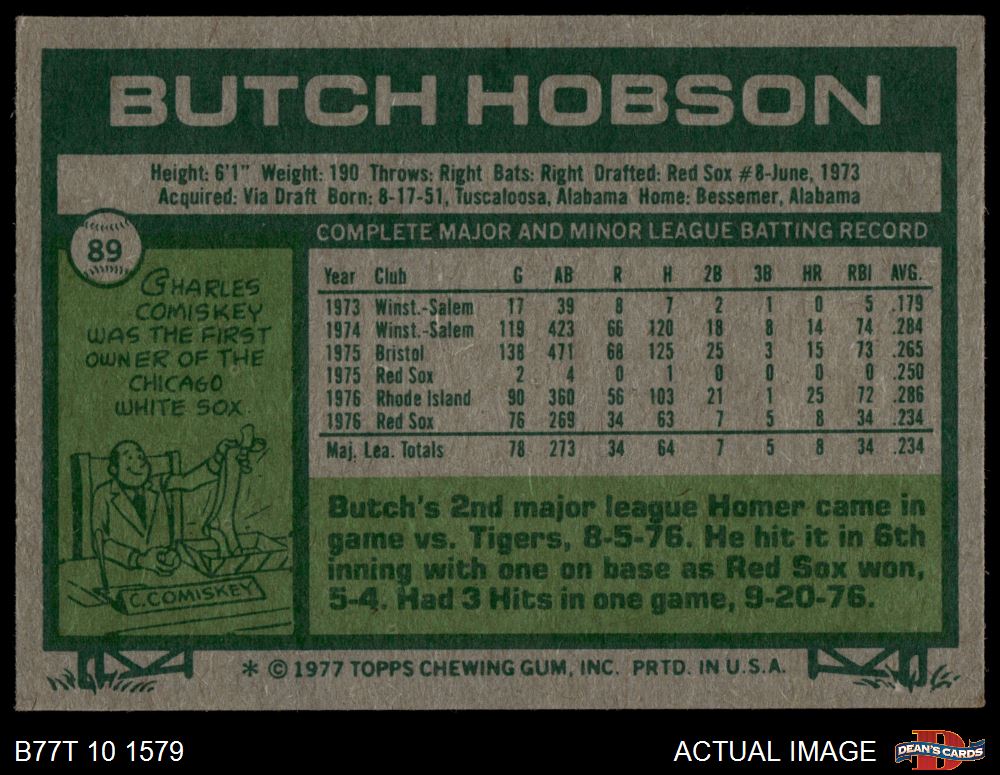 BUTCH HOBSON
Height: 6'1" Weight: 190 Throws: Right Bats: Right Drafted: Red Sox #8-June, 1973
Acquired: Via Draft Born: 8-17-51, Tuscaloosa, Alabama Home: Bessemer, Alabama
89
CHARLES
COMISKEY
WAS THE FIRST
OWNER OF THE
CHICAGO
WHITE SOX.
C. COMISKEY
COMPLETE MAJOR AND MINOR LEAGUE BATTING RECORD
Year Club G AB R H 2B 3B HR RBI AVG.
1973 Winst.-Salem 17 39 8 7 2 1 0 5 .179
1974 Winst.-Salem 119 423 66 120 18 8 14 74 .284
1975 Bristol 138 471 68 125 25 3 15 73 .265
1975 Red Sox 2 4 0 1 0 0 0 0 .250
1976 Rhode Island 90 360 56 103 21 1 25 72 .286
1976 Red Sox 76 269 34 63 7 5 8 34 .234
Maj. Lea. Totals 78 273 34 64 7 5 8 34 .234
Butch's 2nd major league Homer came in
game vs. Tigers, 8-5-76. He hit it in 6th
inning with one on base as Red Sox won,
5-4. Had 3 Hits in one game, 9-20-76.
* © 1977 TOPPS CHEWING GUM, INC. PRTD. IN U.S.A.
B77T 10 1579
ACTUAL IMAGE
D
DEAN'S CARDS